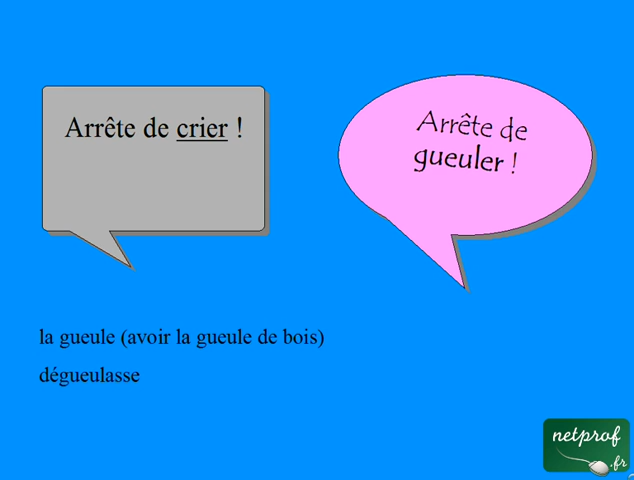 Arrête de crier !
Arrête de
gueuler !
la gueule (avoir la gueule de bois)
dégueulasse
netprof
.fr